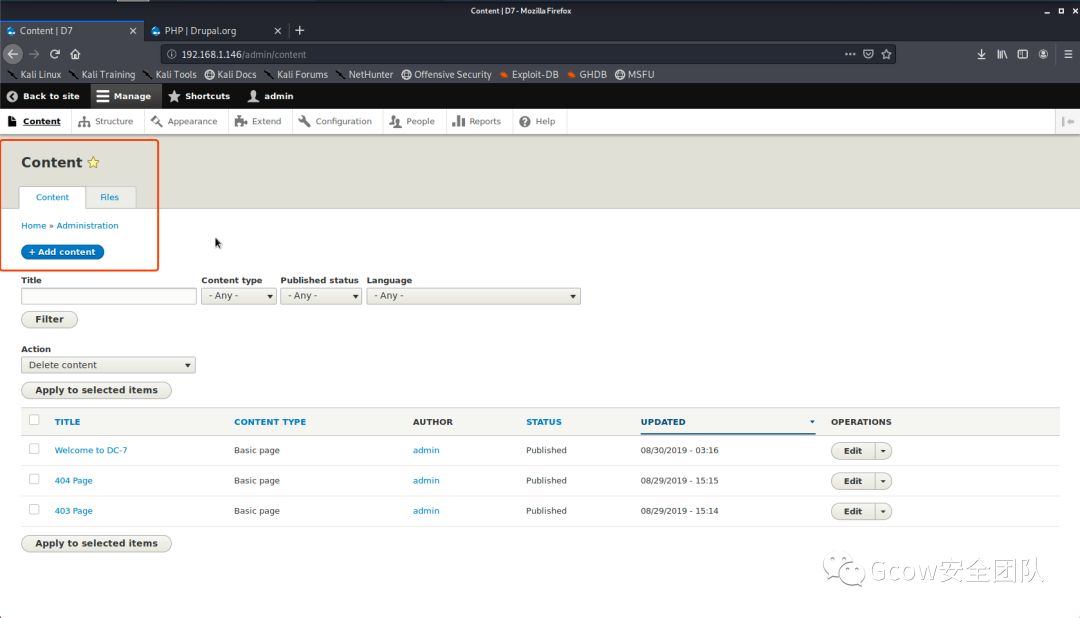 Content | D7 - Mozilla Firefox
Content | D7
PHP | Drupal.org
192.168.1.146/admin/content
Kali Linux Kali Training Kali Tools Kali Docs Kali Forums NetHunter Offensive Security Exploit-DB GHDB MSFU
Back to site Manage Shortcuts admin
Content Structure Appearance Extend Configuration People Reports Help
Content
Content Files
Home » Administration
+ Add content
Title Content type Published status Language
- Any - - Any - - Any -
Filter
Action
Delete content
Apply to selected items
TITLE CONTENT TYPE AUTHOR STATUS UPDATED OPERATIONS
Welcome to DC-7 Basic page admin Published 08/30/2019 - 03:16 Edit
404 Page Basic page admin Published 08/29/2019 - 15:15 Edit
403 Page Basic page admin Published 08/29/2019 - 15:14 Edit
Apply to selected items
Gcow安全团队